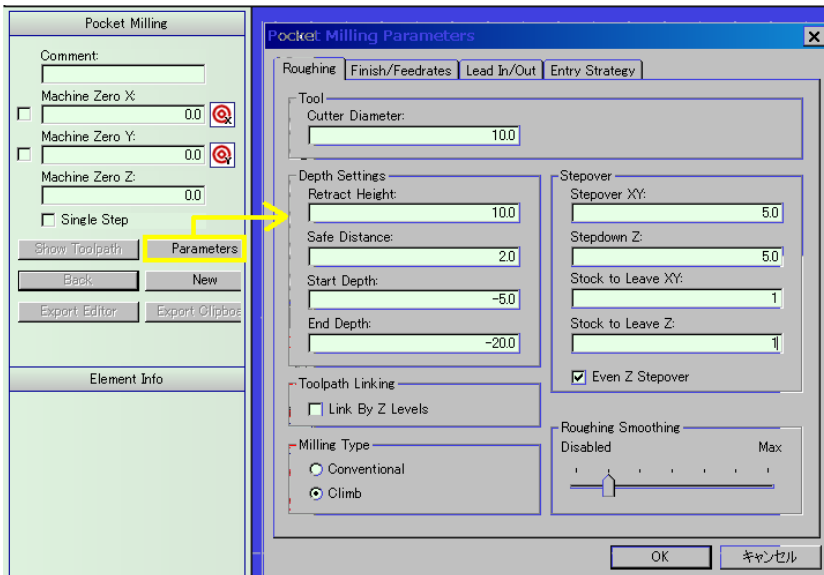 Pocket Milling
Comment:
Machine Zero X:
0.0
X
Machine Zero Y:
0.0
Y
Machine Zero Z:
0.0
Single Step
Show Toolpath
Parameters
Back
New
Export Editor
Export Clipboa
Element Info
Pocket Milling Parameters
Roughing
Finish/Feedrates
Lead In/Out
Entry Strategy
Tool
Cutter Diameter:
10.0
Depth Settings
Retract Height:
10.0
Safe Distance:
2.0
Start Depth:
-5.0
End Depth:
-20.0
Toolpath Linking
Link By Z Levels
Milling Type
Conventional
Climb
Stepover
Stepover XY:
5.0
Stepdown Z:
5.0
Stock to Leave XY:
1
Stock to Leave Z:
1
Even Z Stepover
Roughing Smoothing
Disabled
Max
OK
キャンセル